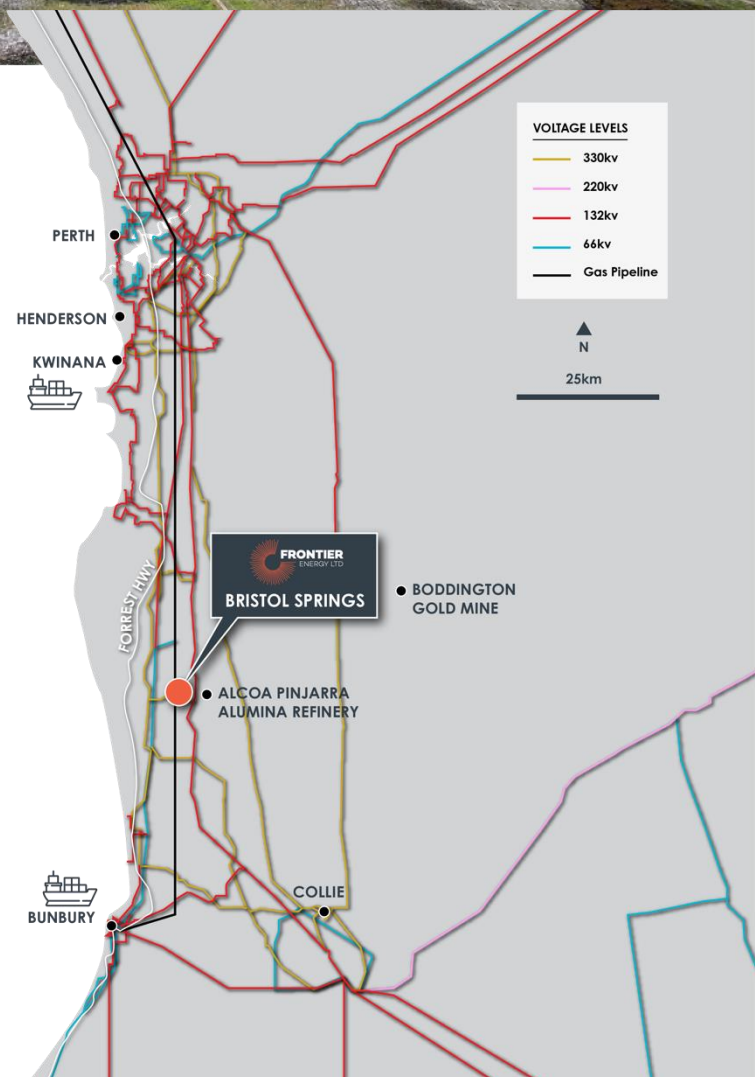 VOLTAGE LEVELS
330kv
220kv
132kv
66kv
Gas Pipeline
N
25km
PERTH
HENDERSON
KWINANA
FORREST HWY
FRONTIER
ENERGY LTD
BRISTOL SPRINGS
BODDINGTON
GOLD MINE
ALCOA PINJARRA
ALUMINA REFINERY
COLLIE
BUNBURY